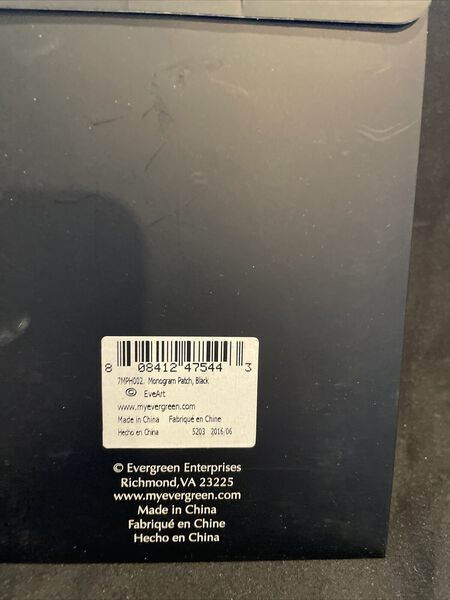 8 08412 47544 3
7MPH002. Monogram Patch, Black
© EveArt
www.myevergreen.com
Made in China Fabriqué en Chine
Hecho en China 5203 2016/06
© Evergreen Enterprises
Richmond,VA 23225
www.myevergreen.com
Made in China
Fabriqué en Chine
Hecho en China